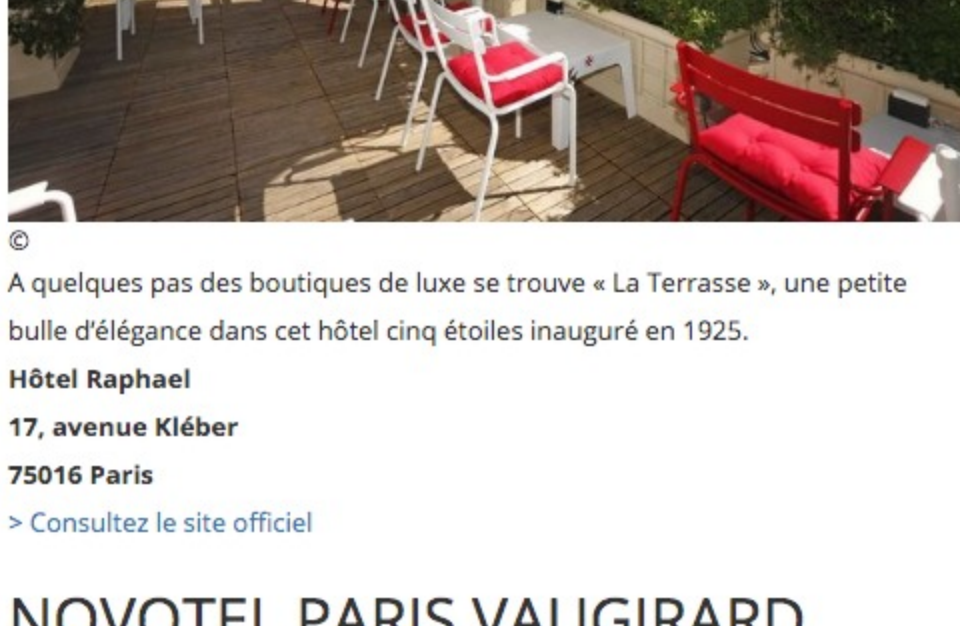 ©
A quelques pas des boutiques de luxe se trouve « La Terrasse », une petite
bulle d’élégance dans cet hôtel cinq étoiles inauguré en 1925.
Hôtel Raphael
17, avenue Kléber
75016 Paris
> Consultez le site officiel
NOVOTEL PARIS VAUGIRARD